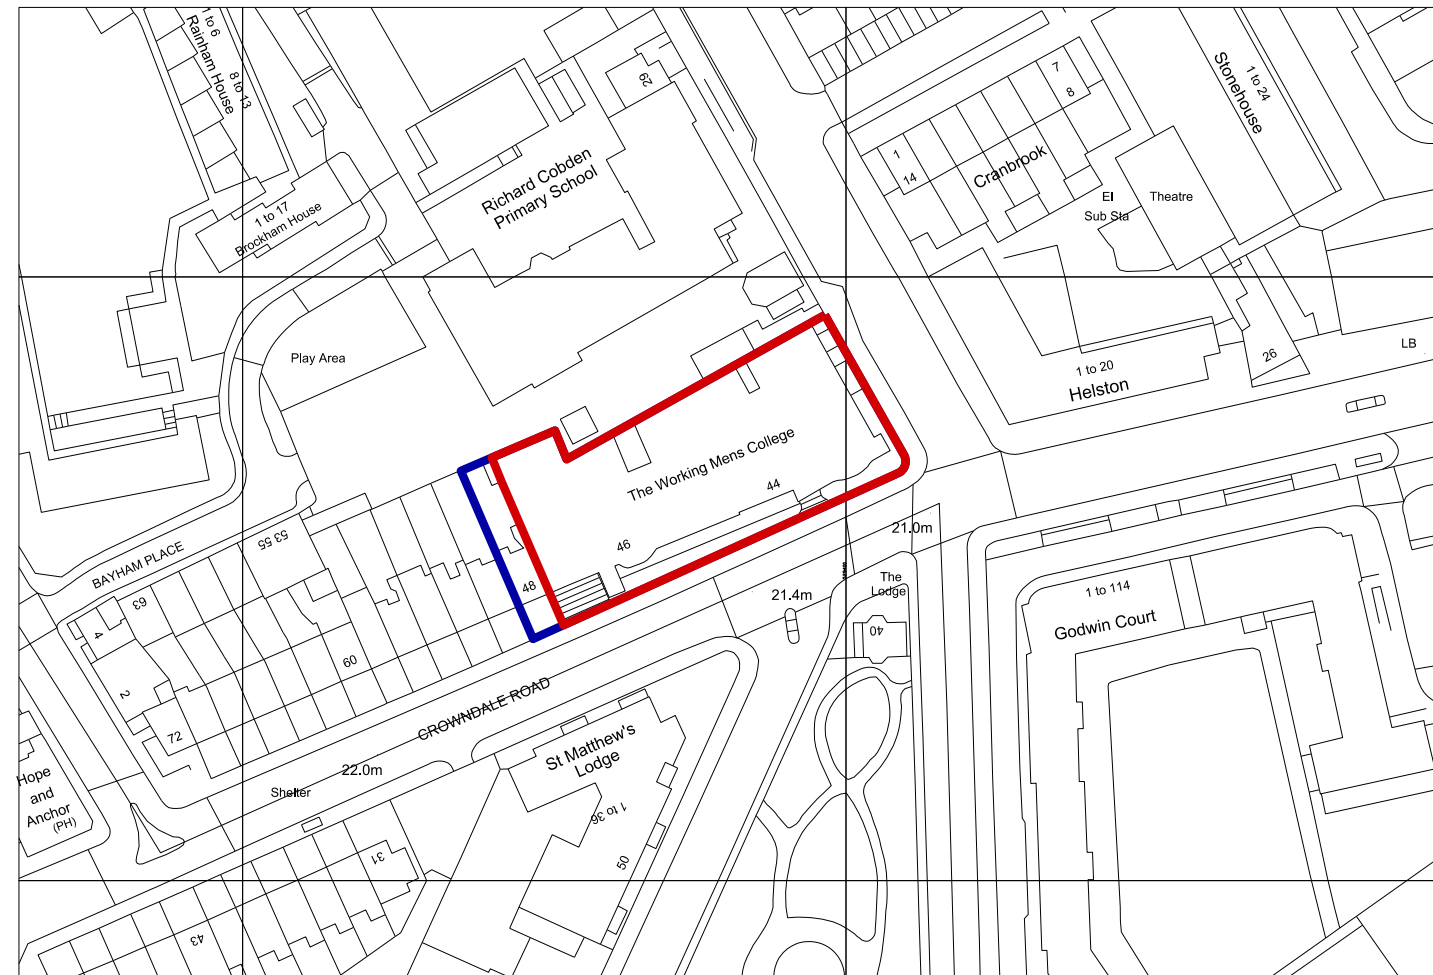 1 to 6
Rainham House
8 to 13
29
Richard Cobden
Primary School
1 to 17
Brockham House
7
8
1
14
Cranbrook
Stonehouse
1 to 24
El
Sub Sta
Theatre
Play Area
1 to 20
Helston
26
LB
The Working Mens College
44
46
48
21.0m
21.4m
The
Lodge
40
1 to 114
Godwin Court
BAYHAM PLACE
53 55
63
4
2
72
60
CROWNDALE ROAD
22.0m
Shelter
St Matthew's
Lodge
1 to 36
50
Hope
and
Anchor
(PH)
31
43